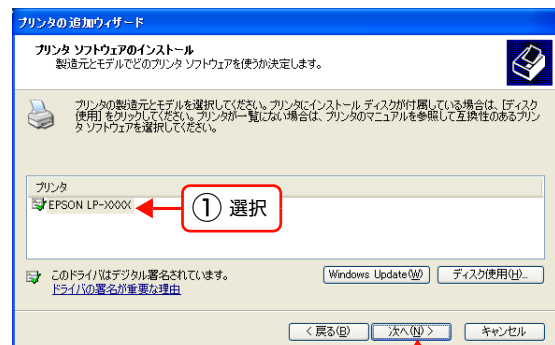 プリンタの追加ウィザード
プリンタ ソフトウェアのインストール
製造元とモデルでどのプリンタ ソフトウェアを使うか決定します。
プリンタの製造元とモデルを選択してください。プリンタにインストール ディスクが付属している場合は、[ディスク
使用] をクリックしてください。プリンタが一覧にない場合は、プリンタのマニュアルを参照して互換性のあるプリン
タ ソフトウェアを選択してください。
プリンタ
EPSON LP-XXXX
① 選択
このドライバはデジタル署名されています。
Windows Update(W)
ディスク使用(H)...
ドライバの署名が重要な理由
< 戻る(B)
次へ(N) >
キャンセル